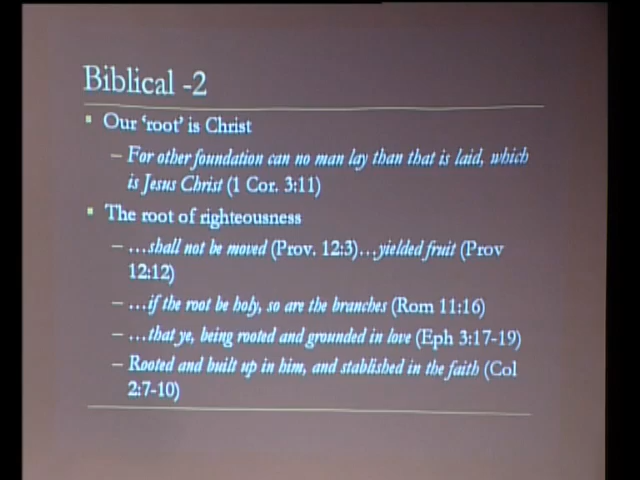 Biblical -2
▪ Our ‘root’ is Christ
– For other foundation can no man lay than that is laid, which
is Jesus Christ (1 Cor. 3:11)
▪ The root of righteousness
– …shall not be moved (Prov. 12:3)…yielded fruit (Prov
12:12)
– …if the root be holy, so are the branches (Rom 11:16)
– …that ye, being rooted and grounded in love (Eph 3:17-19)
– Rooted and built up in him, and stablished in the faith (Col
2:7-10)